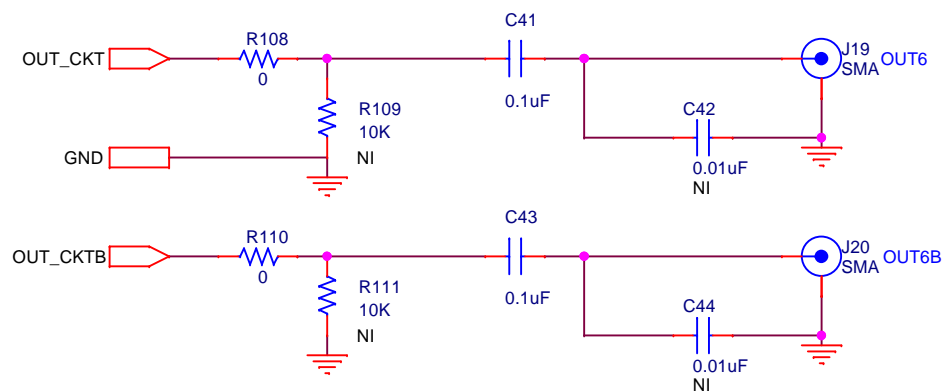 C41
R108
OUT_CKT
0
J19 OUT6
SMA
0.1uF
R109
10K
NI
C42
GND
0.01uF
NI
C43
R110
OUT_CKTB
0
J20 OUT6B
SMA
R111
10K
NI
0.1uF
C44
0.01uF
NI